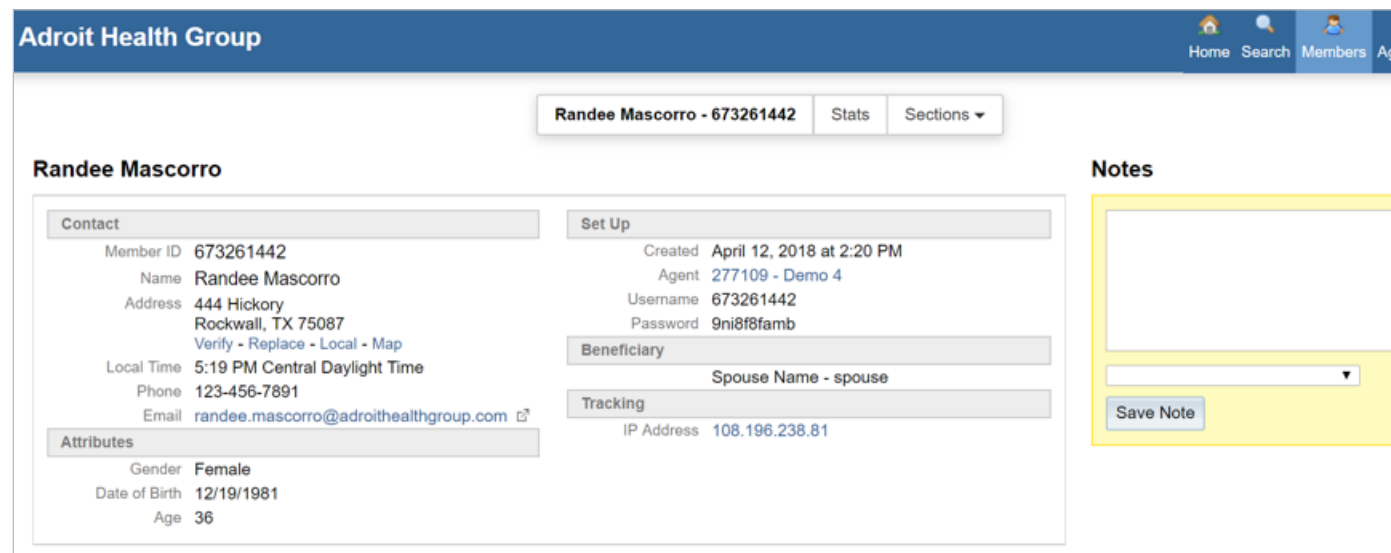 Adroit Health Group
Home Search Members Ag
Randee Mascorro - 673261442 Stats Sections
Randee Mascorro
Notes
Contact
Member ID 673261442
Name Randee Mascorro
Address 444 Hickory
Rockwall, TX 75087
Verify - Replace - Local - Map
Local Time 5:19 PM Central Daylight Time
Phone 123-456-7891
Email randee.mascorro@adroithealthgroup.com
Attributes
Gender Female
Date of Birth 12/19/1981
Age 36
Set Up
Created April 12, 2018 at 2:20 PM
Agent 277109 - Demo 4
Username 673261442
Password 9ni8f8famb
Beneficiary
Spouse Name - spouse
Tracking
IP Address 108.196.238.81
Save Note